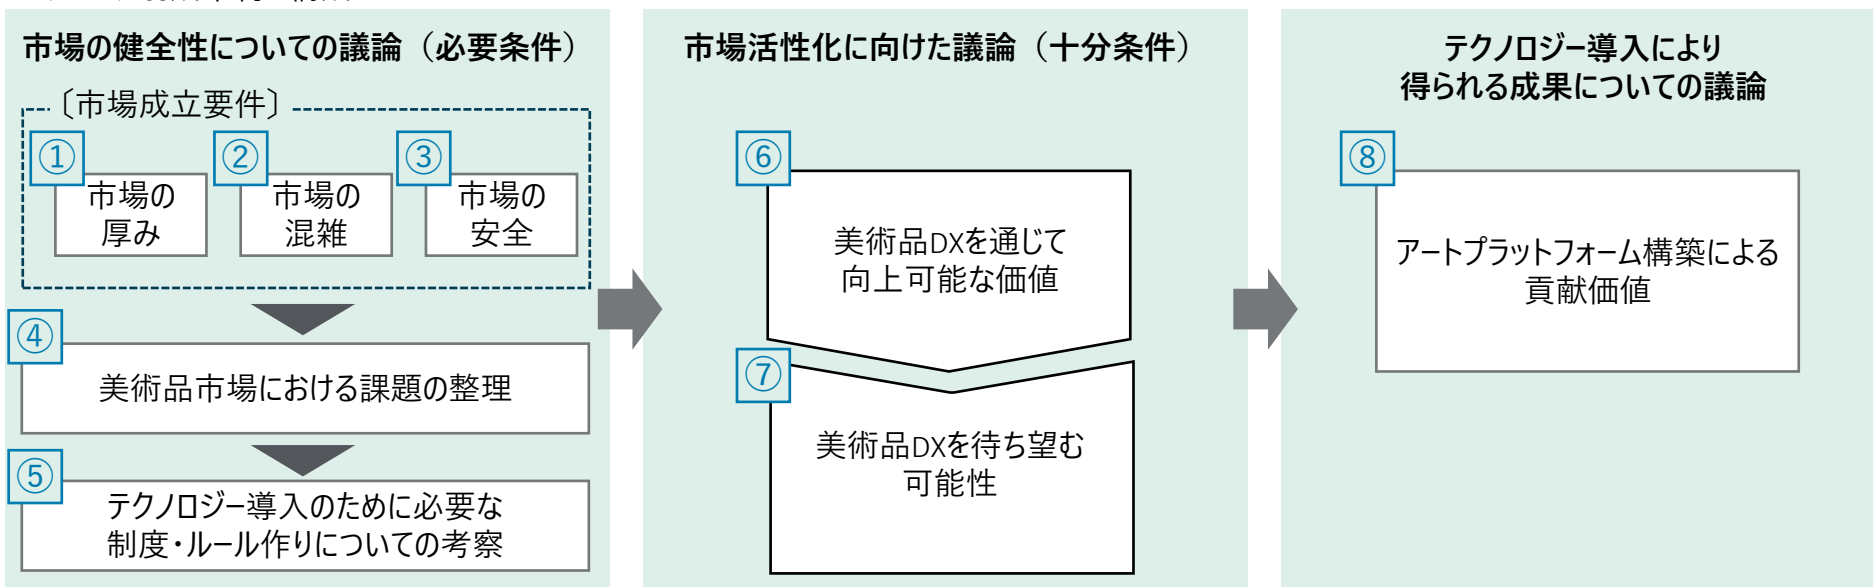 市場の健全性についての議論（必要条件）
〔市場成立要件〕
①
市場の
厚み
②
市場の
混雑
③
市場の
安全
④
美術品市場における課題の整理
⑤
テクノロジー導入のために必要な
制度・ルール作りについての考察
市場活性化に向けた議論（十分条件）
⑥
美術品DXを通じて
向上可能な価値
⑦
美術品DXを待ち望む
可能性
テクノロジー導入により
得られる成果についての議論
⑧
アートプラットフォーム構築による
貢献価値